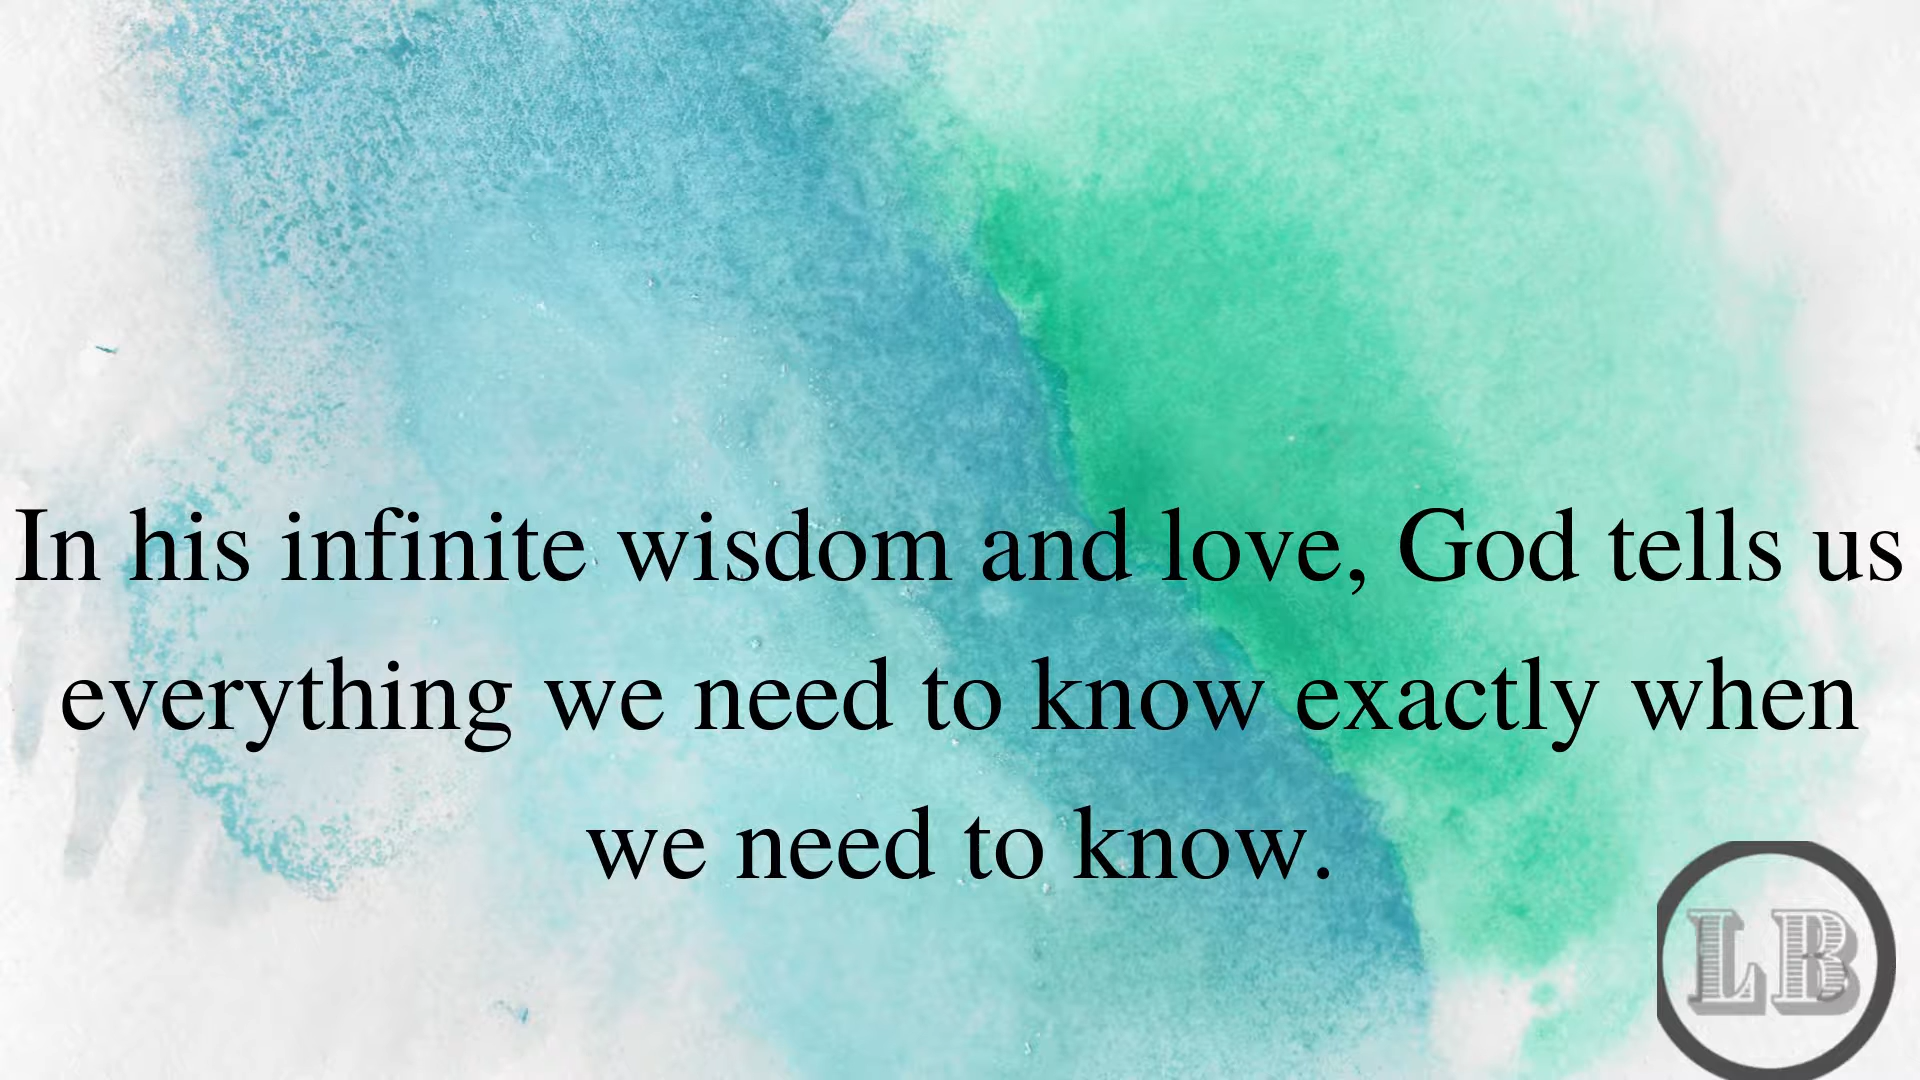 In his infinite wisdom and love, God tells us
everything we need to know exactly when
we need to know.
LB